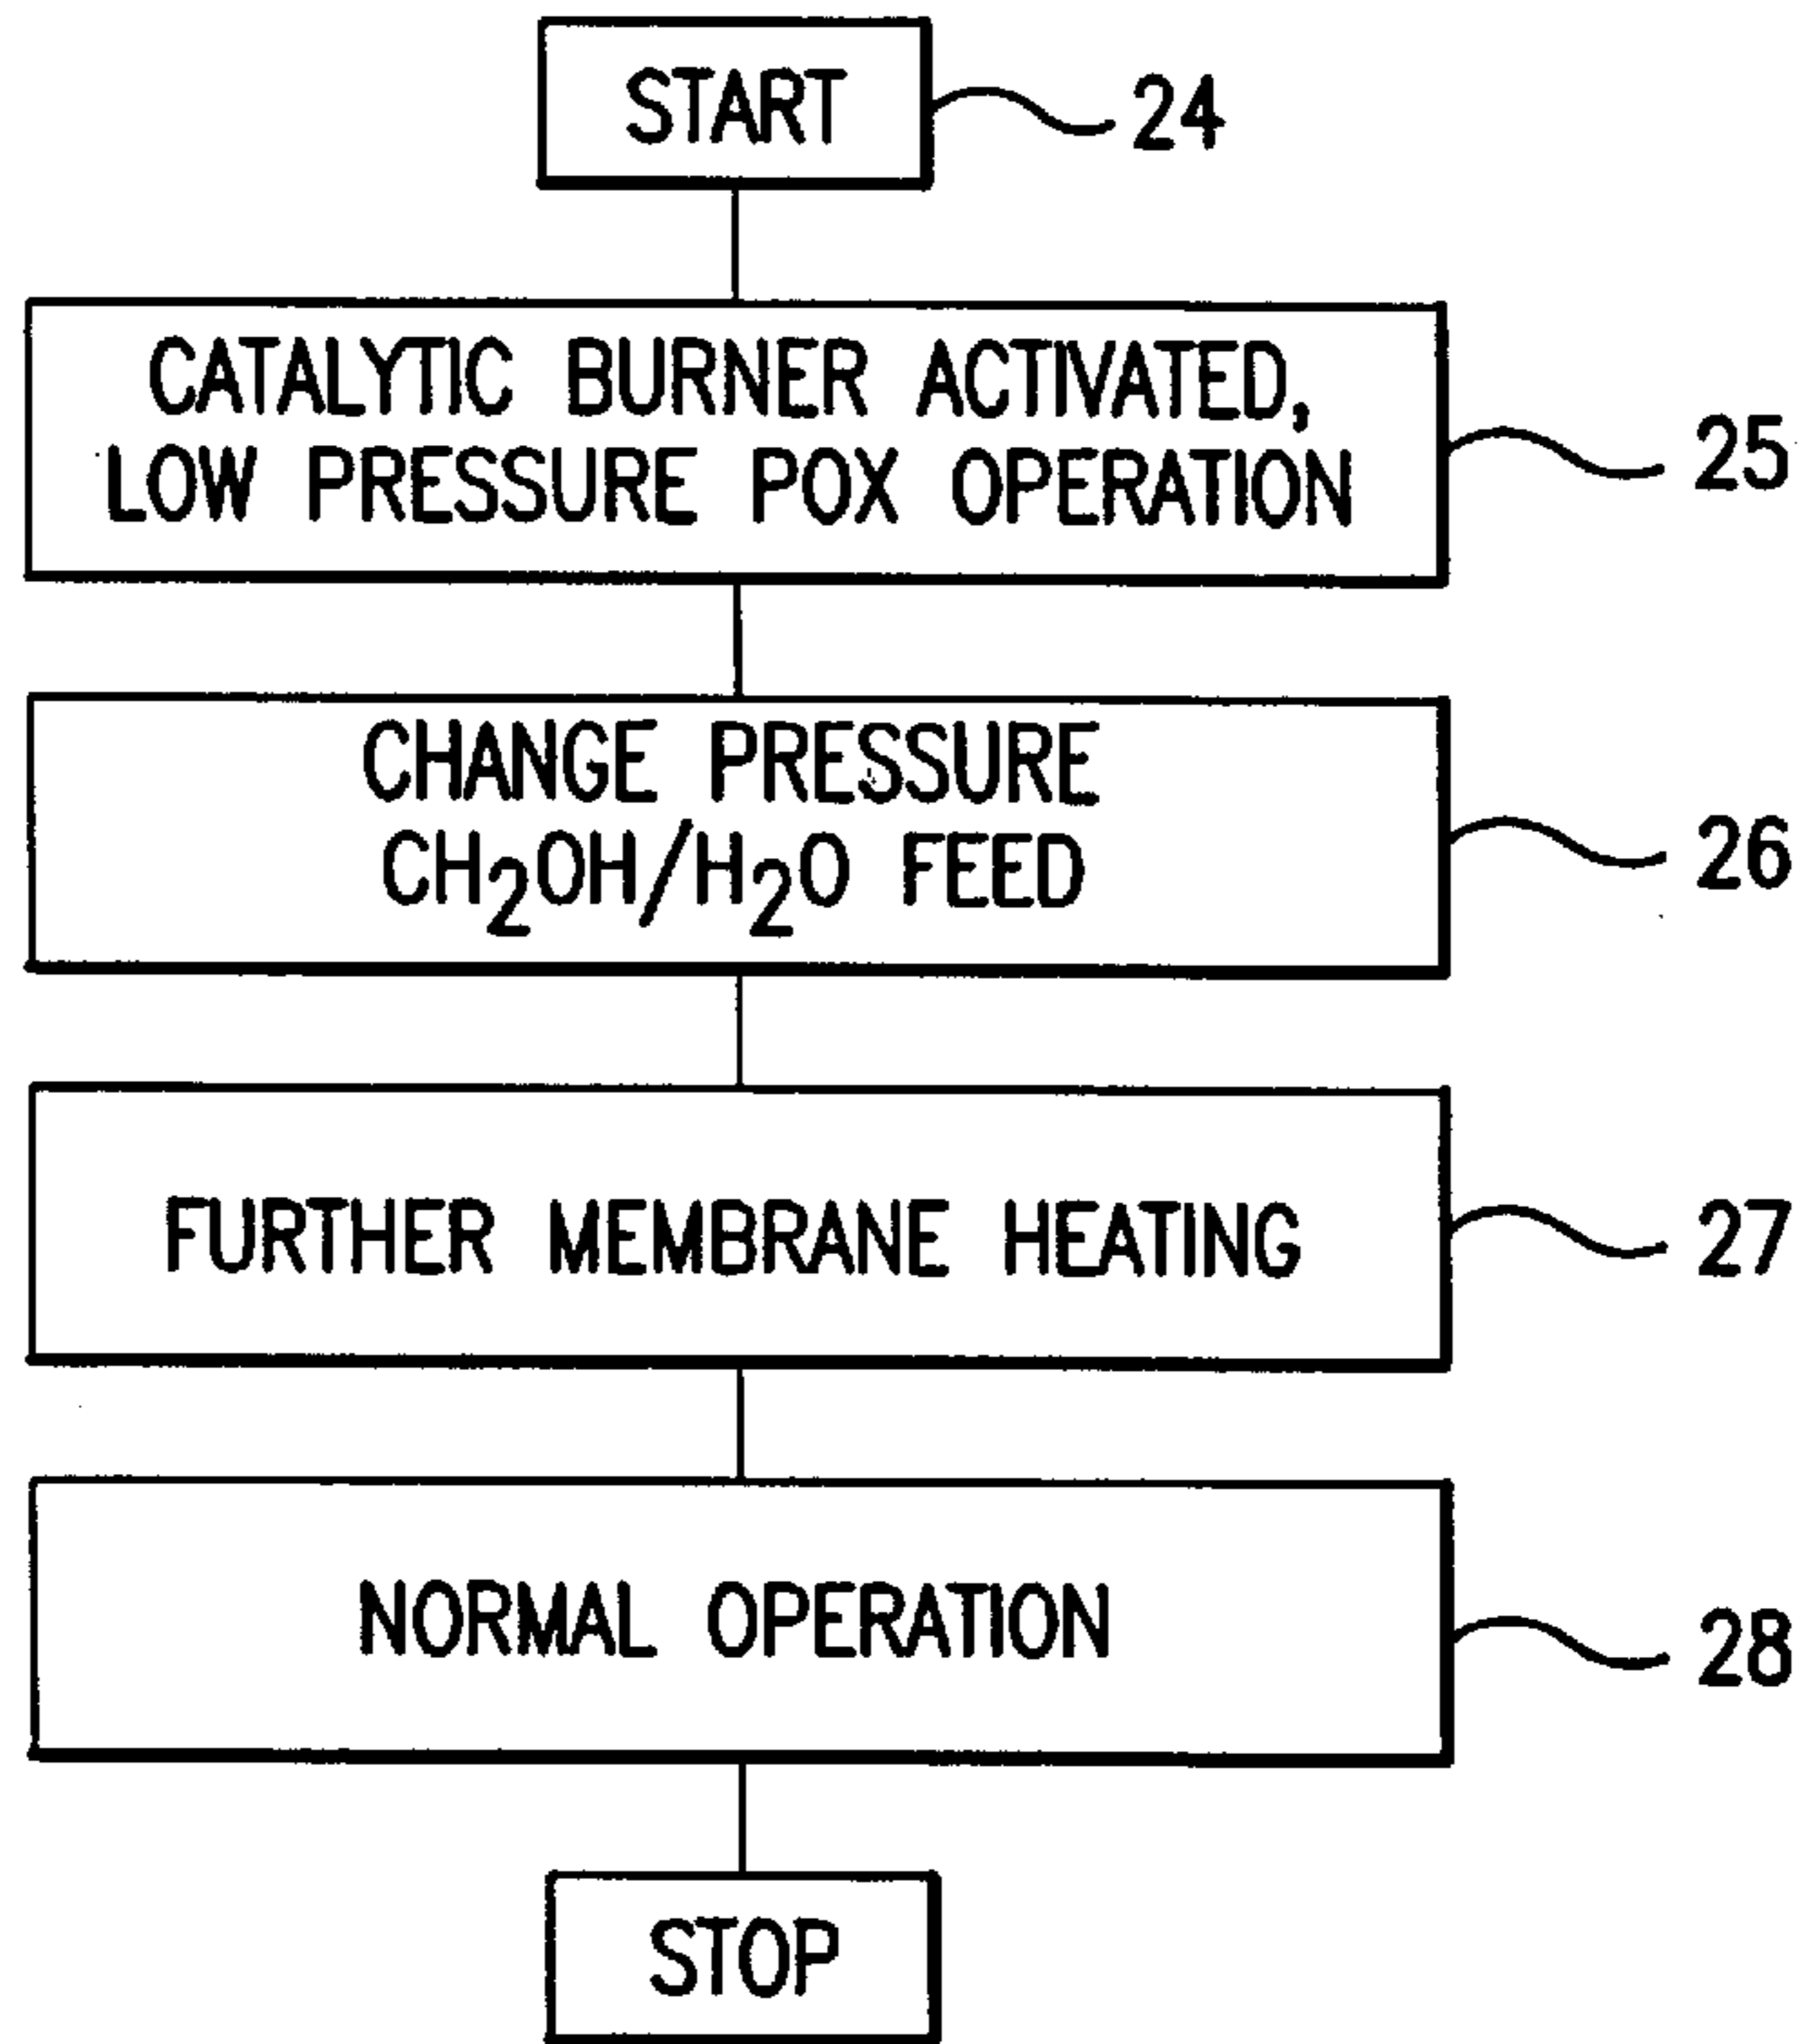 START
24
CATALYTIC BURNER ACTIVATED,
LOW PRESSURE POX OPERATION
25
CHANGE PRESSURE
CH₂OH/H₂O FEED
26
FURTHER MEMBRANE HEATING
27
NORMAL OPERATION
28
STOP